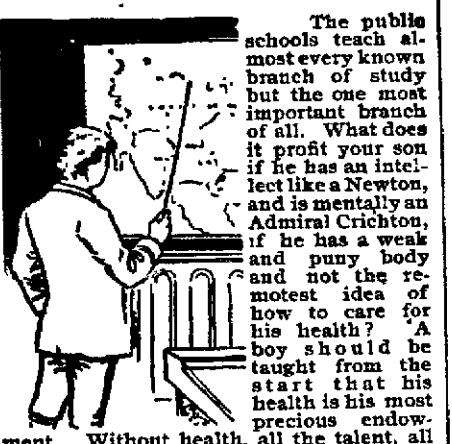 The public
schools teach al-
most every known
branch of study
but the one most
important branch
of all. What does
it profit your son
if he has an intel-
lect like a Newton,
and is mentally an
Admiral Crichton,
if he has a weak
and puny body
and not the re-
motest idea of
how to care for
his health? A
boy should be
taught from the
start that his
health is his most
precious endow-
ment. Without health, all the talent, all